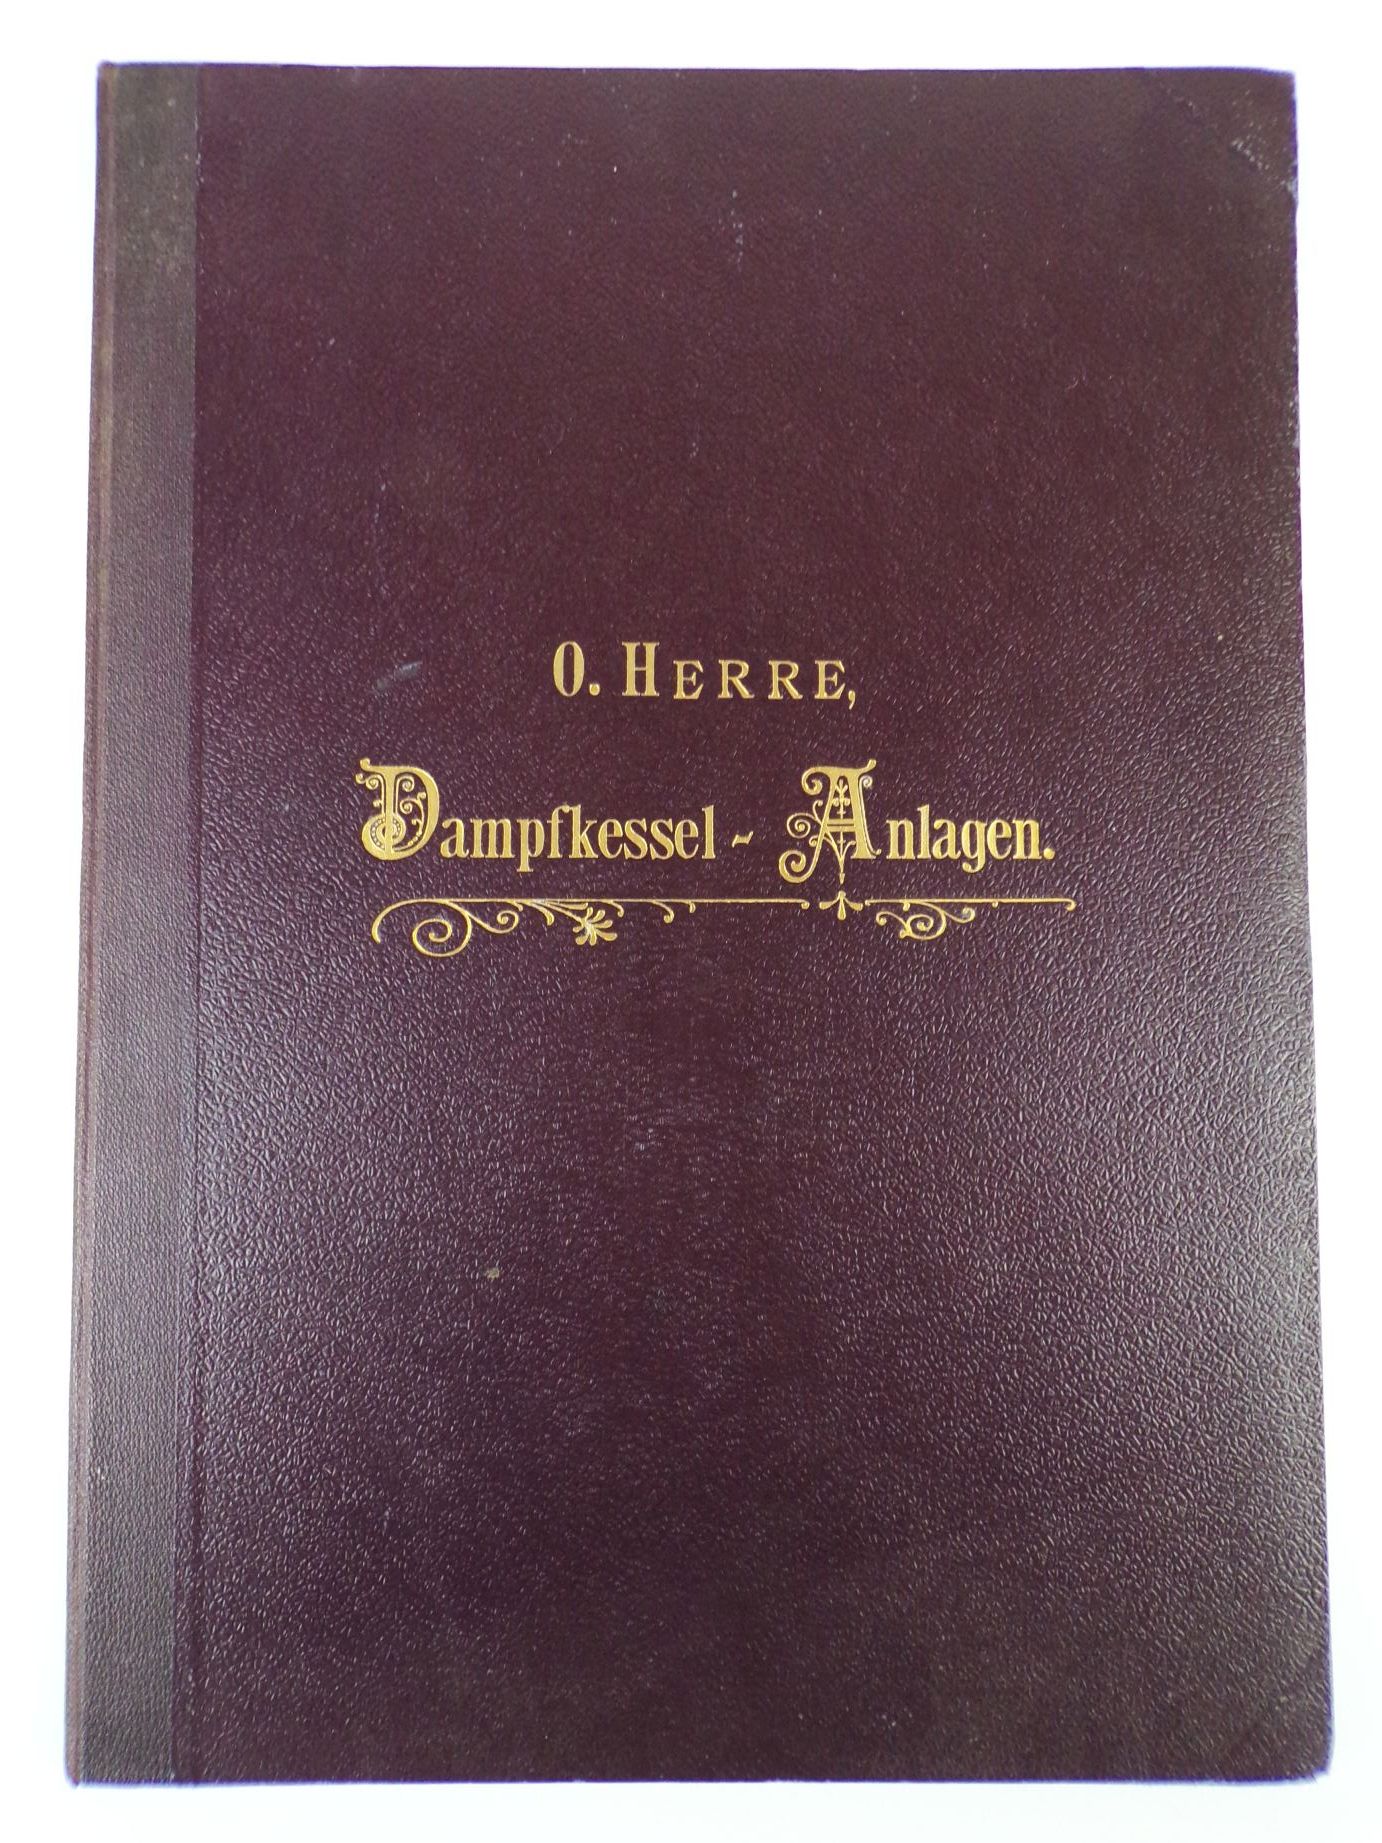 O. HERRE,
Dampfkessel - Anlagen.